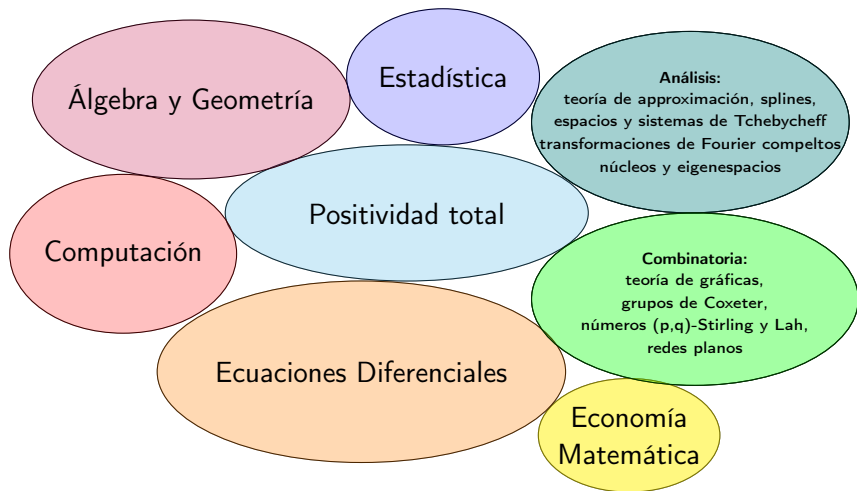 Álgebra y Geometría
Estadística
Análisis:
teoría de approximación, splines,
espacios y sistemas de Tchebycheff
transformaciones de Fourier compeltos
núcleos y eigenespacios
Positividad total
Computación
Combinatoria:
teoría de gráficas,
grupos de Coxeter,
números (p,q)-Stirling y Lah,
redes planos
Ecuaciones Diferenciales
Economía
Matemática